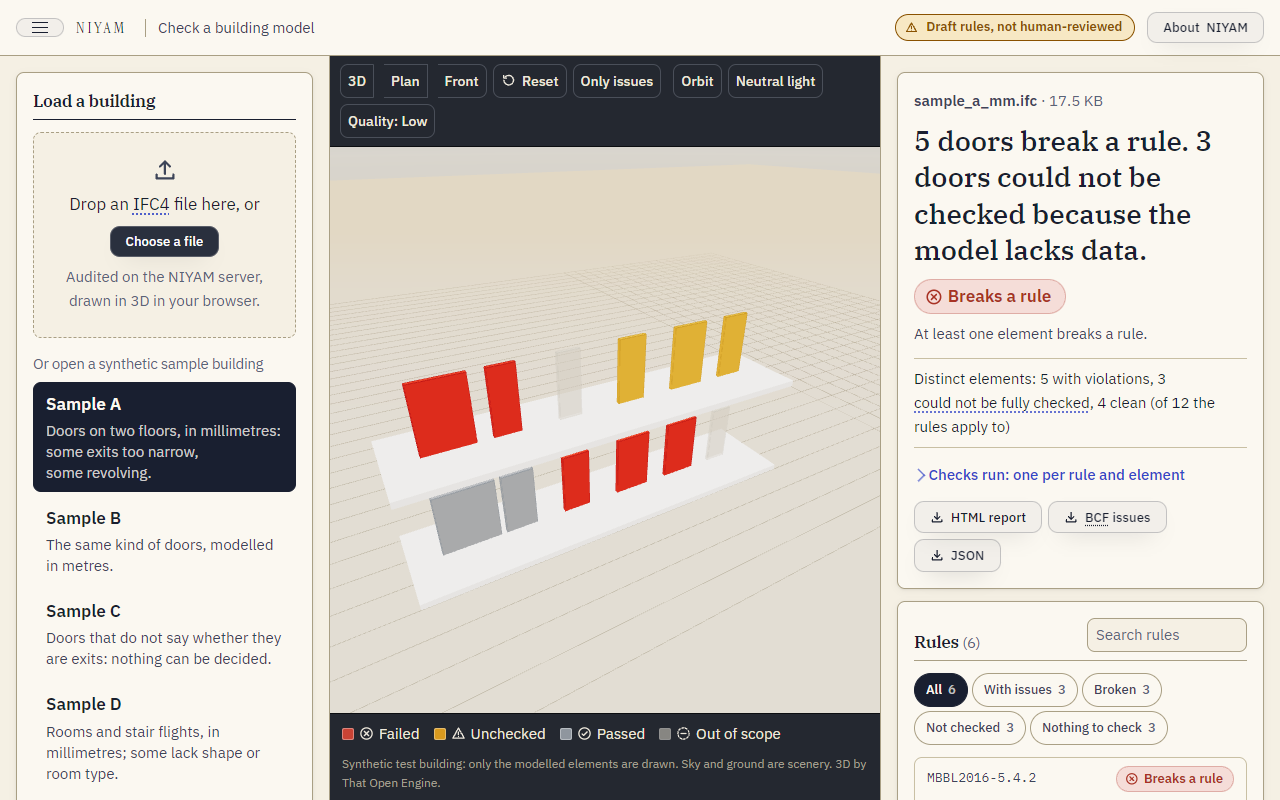 NIYAM
Check a building model
Draft rules, not human-reviewed
About NIYAM
Load a building
Drop an IFC4 file here, or
Choose a file
Audited on the NIYAM server,
drawn in 3D in your browser.
Or open a synthetic sample building
Sample A
Doors on two floors, in millimetres:
some exits too narrow,
some revolving.
Sample B
The same kind of doors, modelled
in metres.
Sample C
Doors that do not say whether they
are exits: nothing can be decided.
Sample D
Rooms and stair flights, in
millimetres; some lack shape or
room type.
3D
Plan
Front
Reset
Only issues
Orbit
Neutral light
Quality: Low
Failed
Unchecked
Passed
Out of scope
Synthetic test building: only the modelled elements are drawn. Sky and ground are scenery. 3D by
That Open Engine.
sample_a_mm.ifc · 17.5 KB
5 doors break a rule. 3
doors could not be
checked because the
model lacks data.
Breaks a rule
At least one element breaks a rule.
Distinct elements: 5 with violations, 3
could not be fully checked, 4 clean (of 12 the
rules apply to)
Checks run: one per rule and element
HTML report
BCF issues
JSON
Rules (6)
Search rules
All 6
With issues 3
Broken 3
Not checked 3
Nothing to check 3
MBBL2016-5.4.2
Breaks a rule